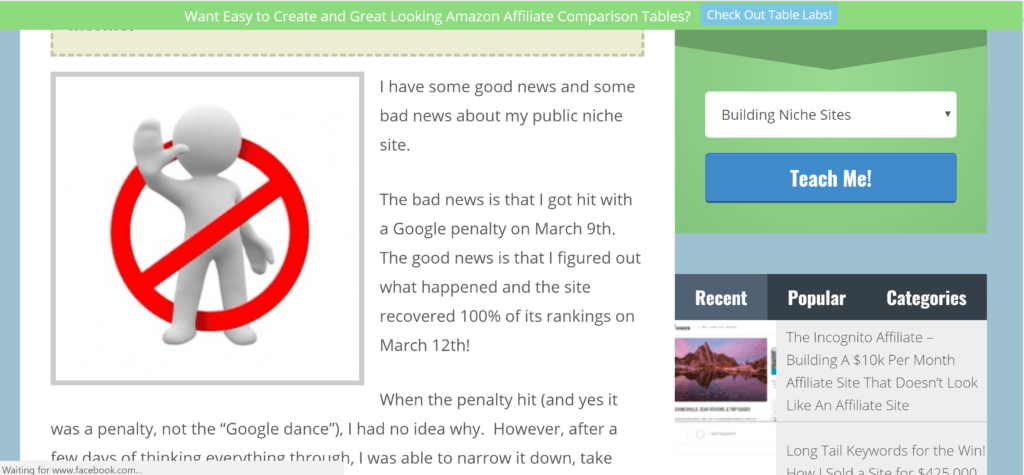 Want Easy to Create and Great Looking Amazon Affiliate Comparison Tables? Check Out Table Labs!
I have some good news and some
bad news about my public niche
site.
The bad news is that I got hit with
a Google penalty on March 9th.
The good news is that I figured out
what happened and the site
recovered 100% of its rankings on
March 12th!
When the penalty hit (and yes it
was a penalty, not the “Google dance”), I had no idea why. However, after a
few days of thinking everything through, I was able to narrow it down, take
Building Niche Sites
Teach Me!
Recent Popular Categories
The Incognito Affiliate –
Building A $10k Per Month
Affiliate Site That Doesn’t Look
Like An Affiliate Site
Long Tail Keywords for the Win!
How I Sold a Site for $425,000
Waiting for www.facebook.com...